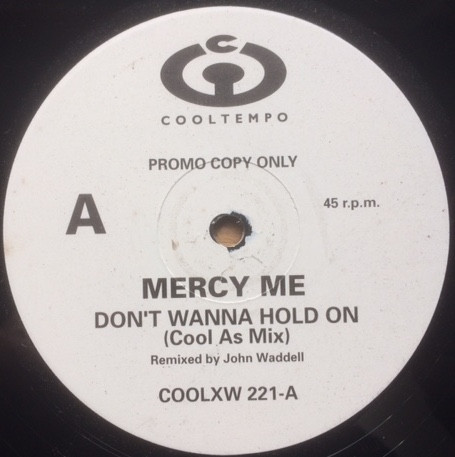 C
COOLTEMPO
PROMO COPY ONLY
A
45 r.p.m.
MERCY ME
DON'T WANNA HOLD ON
(Cool As Mix)
Remixed by John Waddell
COOLXW 221-A